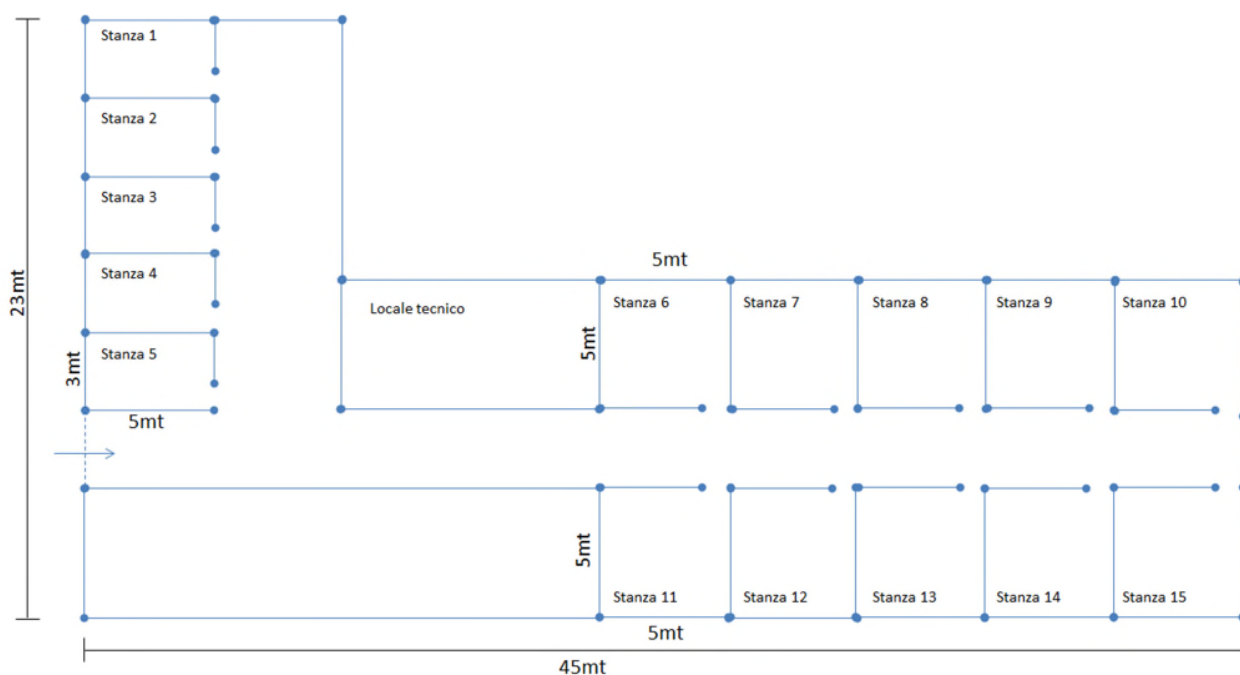 Stanza 1
Stanza 2
Stanza 3
Stanza 4
Stanza 5
23mt
3mt
5mt
5mt
Locale tecnico
5mt
Stanza 6
Stanza 7
Stanza 8
Stanza 9
Stanza 10
5mt
Stanza 11
Stanza 12
Stanza 13
Stanza 14
Stanza 15
5mt
45mt